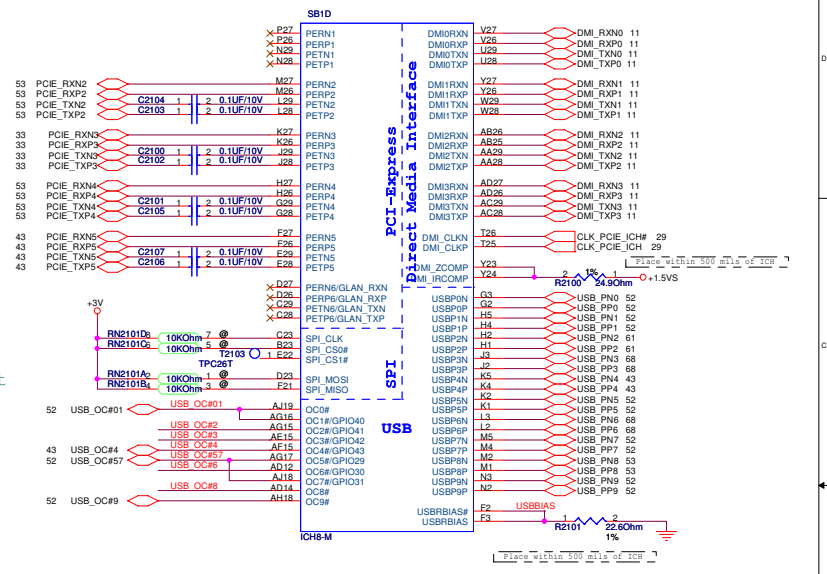 SB1D
P27 PERN1 DMI0RXN V27 DMI_RXN0 11
P26 PERP1 DMI0RXP V26 DMI_RXP0 11
N29 PETN1 DMI0TXN U29 DMI_TXN0 11
N28 PETP1 DMI0TXP U28 DMI_TXP0 11
53 PCIE_RXN2 M27 PERN2 DMI1RXN Y27 DMI_RXN1 11
53 PCIE_RXP2 M26 PERP2 DMI1RXP Y26 DMI_RXP1 11
53 PCIE_TXN2 C2104 1 2 0.1UF/10V L29 PETN2 DMI1TXN W29 DMI_TXN1 11
53 PCIE_TXP2 C2103 1 2 0.1UF/10V L28 PETP2 DMI1TXP W28 DMI_TXP1 11
33 PCIE_RXN3 K27 PERN3 DMI2RXN AB26 DMI_RXN2 11
33 PCIE_RXP3 K26 PERP3 DMI2RXP AB25 DMI_RXP2 11
33 PCIE_TXN3 C2100 1 2 0.1UF/10V J29 PETN3 DMI2TXN AA29 DMI_TXN2 11
33 PCIE_TXP3 C2102 1 2 0.1UF/10V J28 PETP3 DMI2TXP AA28 DMI_TXP2 11
53 PCIE_RXN4 H27 PERN4 DMI3RXN AD27 DMI_RXN3 11
53 PCIE_RXP4 H26 PERP4 DMI3RXP AD26 DMI_RXP3 11
53 PCIE_TXN4 C2101 1 2 0.1UF/10V G29 PETN4 DMI3TXN AC29 DMI_TXN3 11
53 PCIE_TXP4 C2105 1 2 0.1UF/10V G28 PETP4 DMI3TXP AC28 DMI_TXP3 11
43 PCIE_RXN5 F27 PERN5 DMI_CLKN T26 CLK_PCIE_ICH# 29
43 PCIE_RXP5 F26 PERP5 DMI_CLKP T25 CLK_PCIE_ICH 29
43 PCIE_TXN5 C2107 1 2 0.1UF/10V E29 PETN5
43 PCIE_TXP5 C2106 1 2 0.1UF/10V E28 PETP5 DMI_ZCOMP Y23
Place within 500 mils of ICH
DMI_IRCOMP Y24 2 1% 1 +1.5VS
R2100 24.9Ohm
PCI-Express
Direct Media Interface
D27 PERN6/GLAN_RXN
D26 PERP6/GLAN_RXP USBP0N G3 USB_PN0 52
C29 PETN6/GLAN_TXN USBP0P G2 USB_PP0 52
C28 PETP6/GLAN_TXP USBP1N H5 USB_PN1 52
+3V USBP1P H4 USB_PP1 52
RN2101D 8 10KOhm 7 @ C23 SPI_CLK USBP2N H2 USB_PN2 61
RN2101C 6 10KOhm 5 @ B23 SPI_CS0# USBP2P H1 USB_PP2 61
T2103 1 E22 SPI_CS1# USBP3N J3 USB_PN3 68
TPC26T USBP3P J2 USB_PP3 68
RN2101A 2 10KOhm 1 @ D23 SPI_MOSI USBP4N K5 USB_PN4 43
RN2101B 4 10KOhm 3 @ F21 SPI_MISO USBP4P K4 USB_PP4 43
SPI
USBP5N K2 USB_PN5 52
52 USB_OC#01 USB_OC#01 AJ19 OC0# USBP5P K1 USB_PP5 52
AG16 OC1#/GPIO40 USBP6N L3 USB_PN6 68
USB_OC#2 AG15 OC2#/GPIO41 USBP6P L2 USB_PP6 68
USB
USB_OC#3 AE15 OC3#/GPIO42 USBP7N M5 USB_PN7 52
43 USB_OC#4 USB_OC#4 AF15 OC4#/GPIO43 USBP7P M4 USB_PP7 52
52 USB_OC#57 USB_OC#57 AG17 OC5#/GPIO29 USBP8N M2 USB_PN8 53
USB_OC#6 AD12 OC6#/GPIO30 USBP8P M1 USB_PP8 53
AJ18 OC7#/GPIO31 USBP9N N3 USB_PN9 52
USB_OC#8 AD14 OC8# USBP9P N2 USB_PP9 52
52 USB_OC#9 AH18 OC9#
USBRBIAS# F2 USBBIAS
USBRBIAS F3 1 2
R2101 22.6Ohm
1%
ICH8-M
Place within 500 mils of ICH
D
C